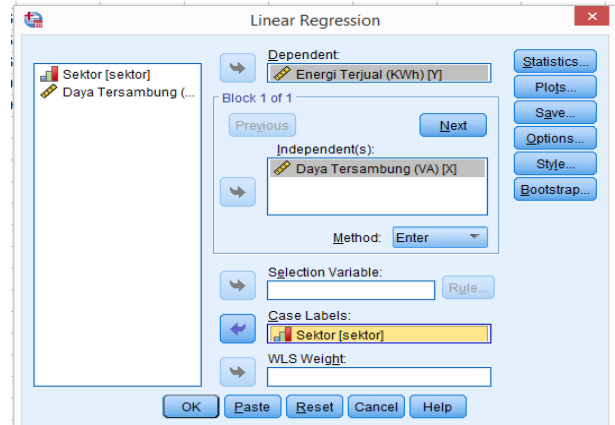 Linear Regression
Sektor [sektor]
Daya Tersambung (...
Dependent:
Energi Terjual (KWh) [Y]
Block 1 of 1
Previous
Next
Independent(s):
Daya Tersambung (VA) [X]
Method:
Enter
Selection Variable:
Rule...
Case Labels:
Sektor [sektor]
WLS Weight:
Statistics...
Plots...
Save...
Options...
Style...
Bootstrap...
OK
Paste
Reset
Cancel
Help